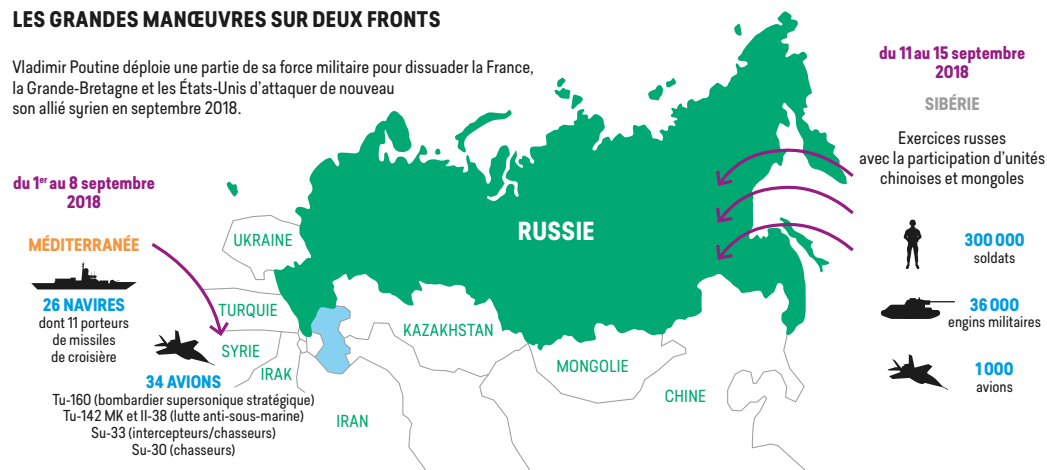 LES GRANDES MANŒUVRES SUR DEUX FRONTS
Vladimir Poutine déploie une partie de sa force militaire pour dissuader la France,
la Grande-Bretagne et les États-Unis d'attaquer de nouveau
son allié syrien en septembre 2018.
du 1er au 8 septembre
2018
MÉDITERRANÉE
26 NAVIRES
dont 11 porteurs
de missiles
de croisière
34 AVIONS
Tu-160 (bombardier supersonique stratégique)
Tu-142 MK et Il-38 (lutte anti-sous-marine)
Su-33 (intercepteurs/chasseurs)
Su-30 (chasseurs)
UKRAINE
TURQUIE
SYRIE
IRAK
IRAN
RUSSIE
KAZAKHSTAN
MONGOLIE
CHINE
du 11 au 15 septembre
2018
SIBÉRIE
Exercices russes
avec la participation d'unités
chinoises et mongoles
300 000
soldats
36 000
engins militaires
1 000
avions